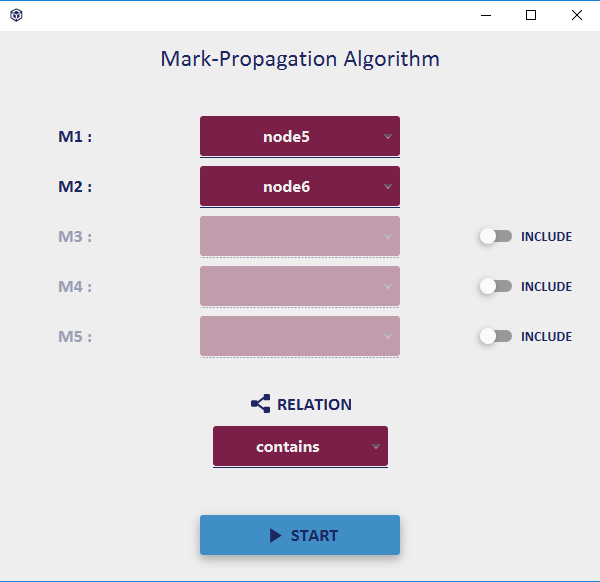 Mark-Propagation Algorithm
M1 : node5
M2 : node6
M3 : INCLUDE
M4 : INCLUDE
M5 : INCLUDE
RELATION
contains
START